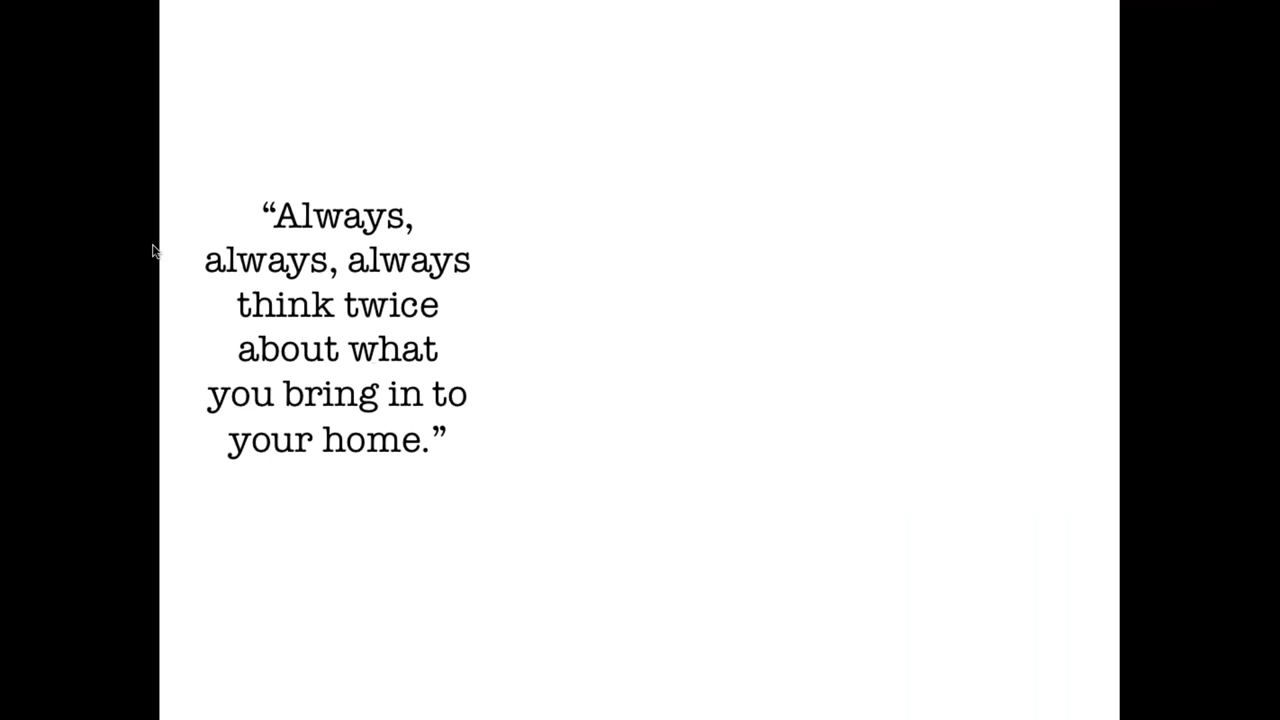 “Always,
always, always
think twice
about what
you bring in to
your home.”